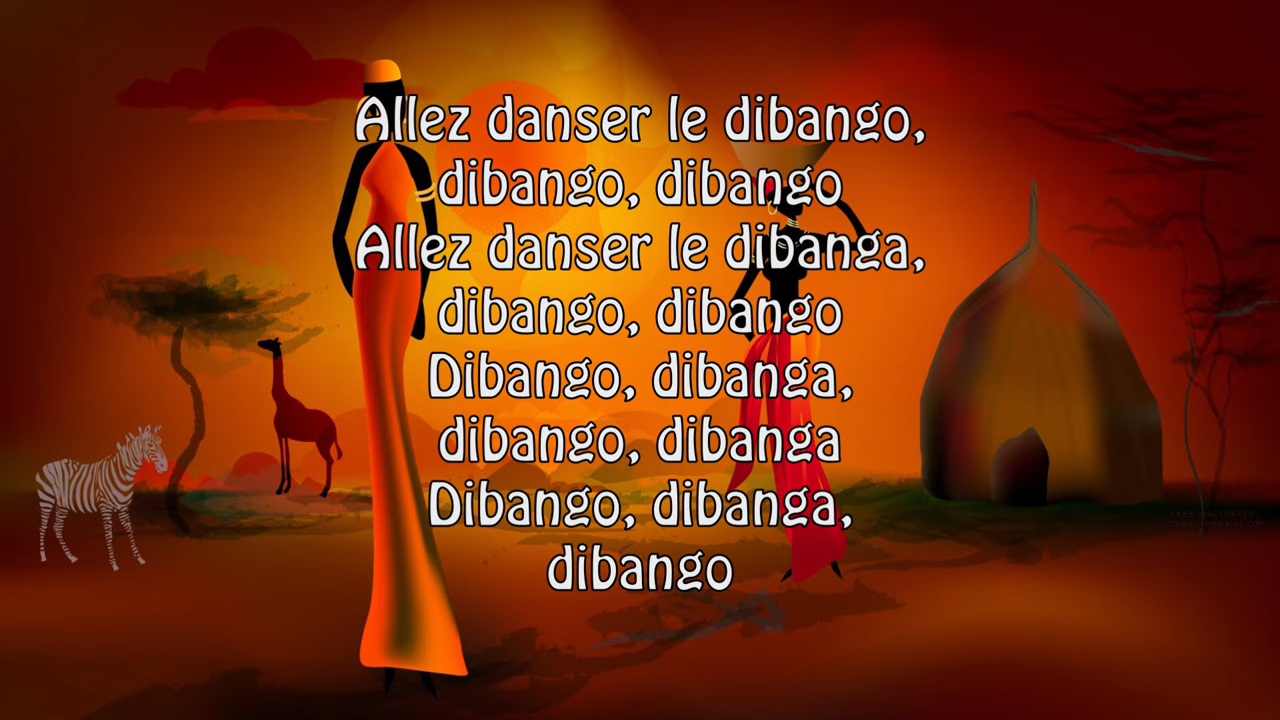 Allez danser le dibango,
dibango, dibango
Allez danser le dibanga,
dibango, dibango
Dibango, dibanga,
dibango, dibanga
Dibango, dibanga,
dibango